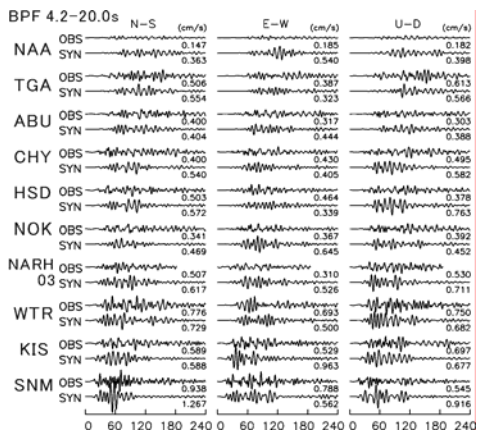 BPF 4.2-20.0s
N-S (cm/s) E-W (cm/s) U-D (cm/s)
NAA OBS 0.147 0.185 0.182
SYN 0.363 0.540 0.398
TGA OBS 0.506 0.387 0.613
SYN 0.554 0.323 0.566
ABU OBS 0.400 0.317 0.303
SYN 0.404 0.444 0.388
CHY OBS 0.400 0.430 0.495
SYN 0.540 0.405 0.582
HSD OBS 0.503 0.464 0.378
SYN 0.572 0.339 0.763
NOK OBS 0.341 0.367 0.392
SYN 0.469 0.645 0.452
NARH OBS 0.507 0.310 0.530
03 SYN 0.617 0.526 0.711
WTR OBS 0.776 0.693 0.750
SYN 0.729 0.500 0.682
KIS OBS 0.589 0.529 0.697
SYN 0.588 0.963 0.677
SNM OBS 0.938 0.788 0.545
SYN 1.267 0.562 0.916
0 60 120 180 240 0 60 120 180 240 0 60 120 180 240